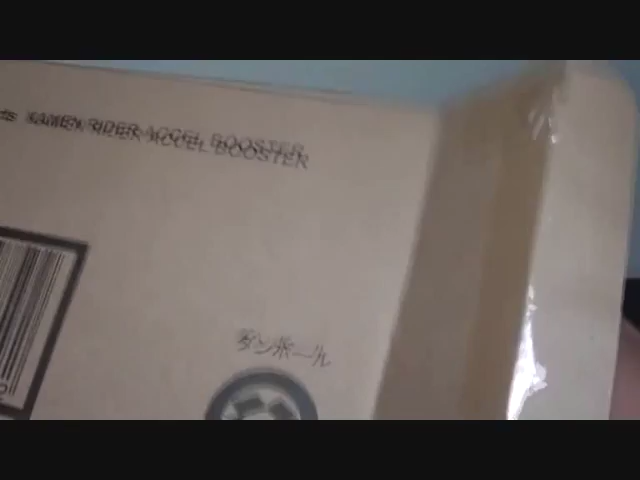 KAMEN RIDER ACCEL BOOSTER
ダンボール